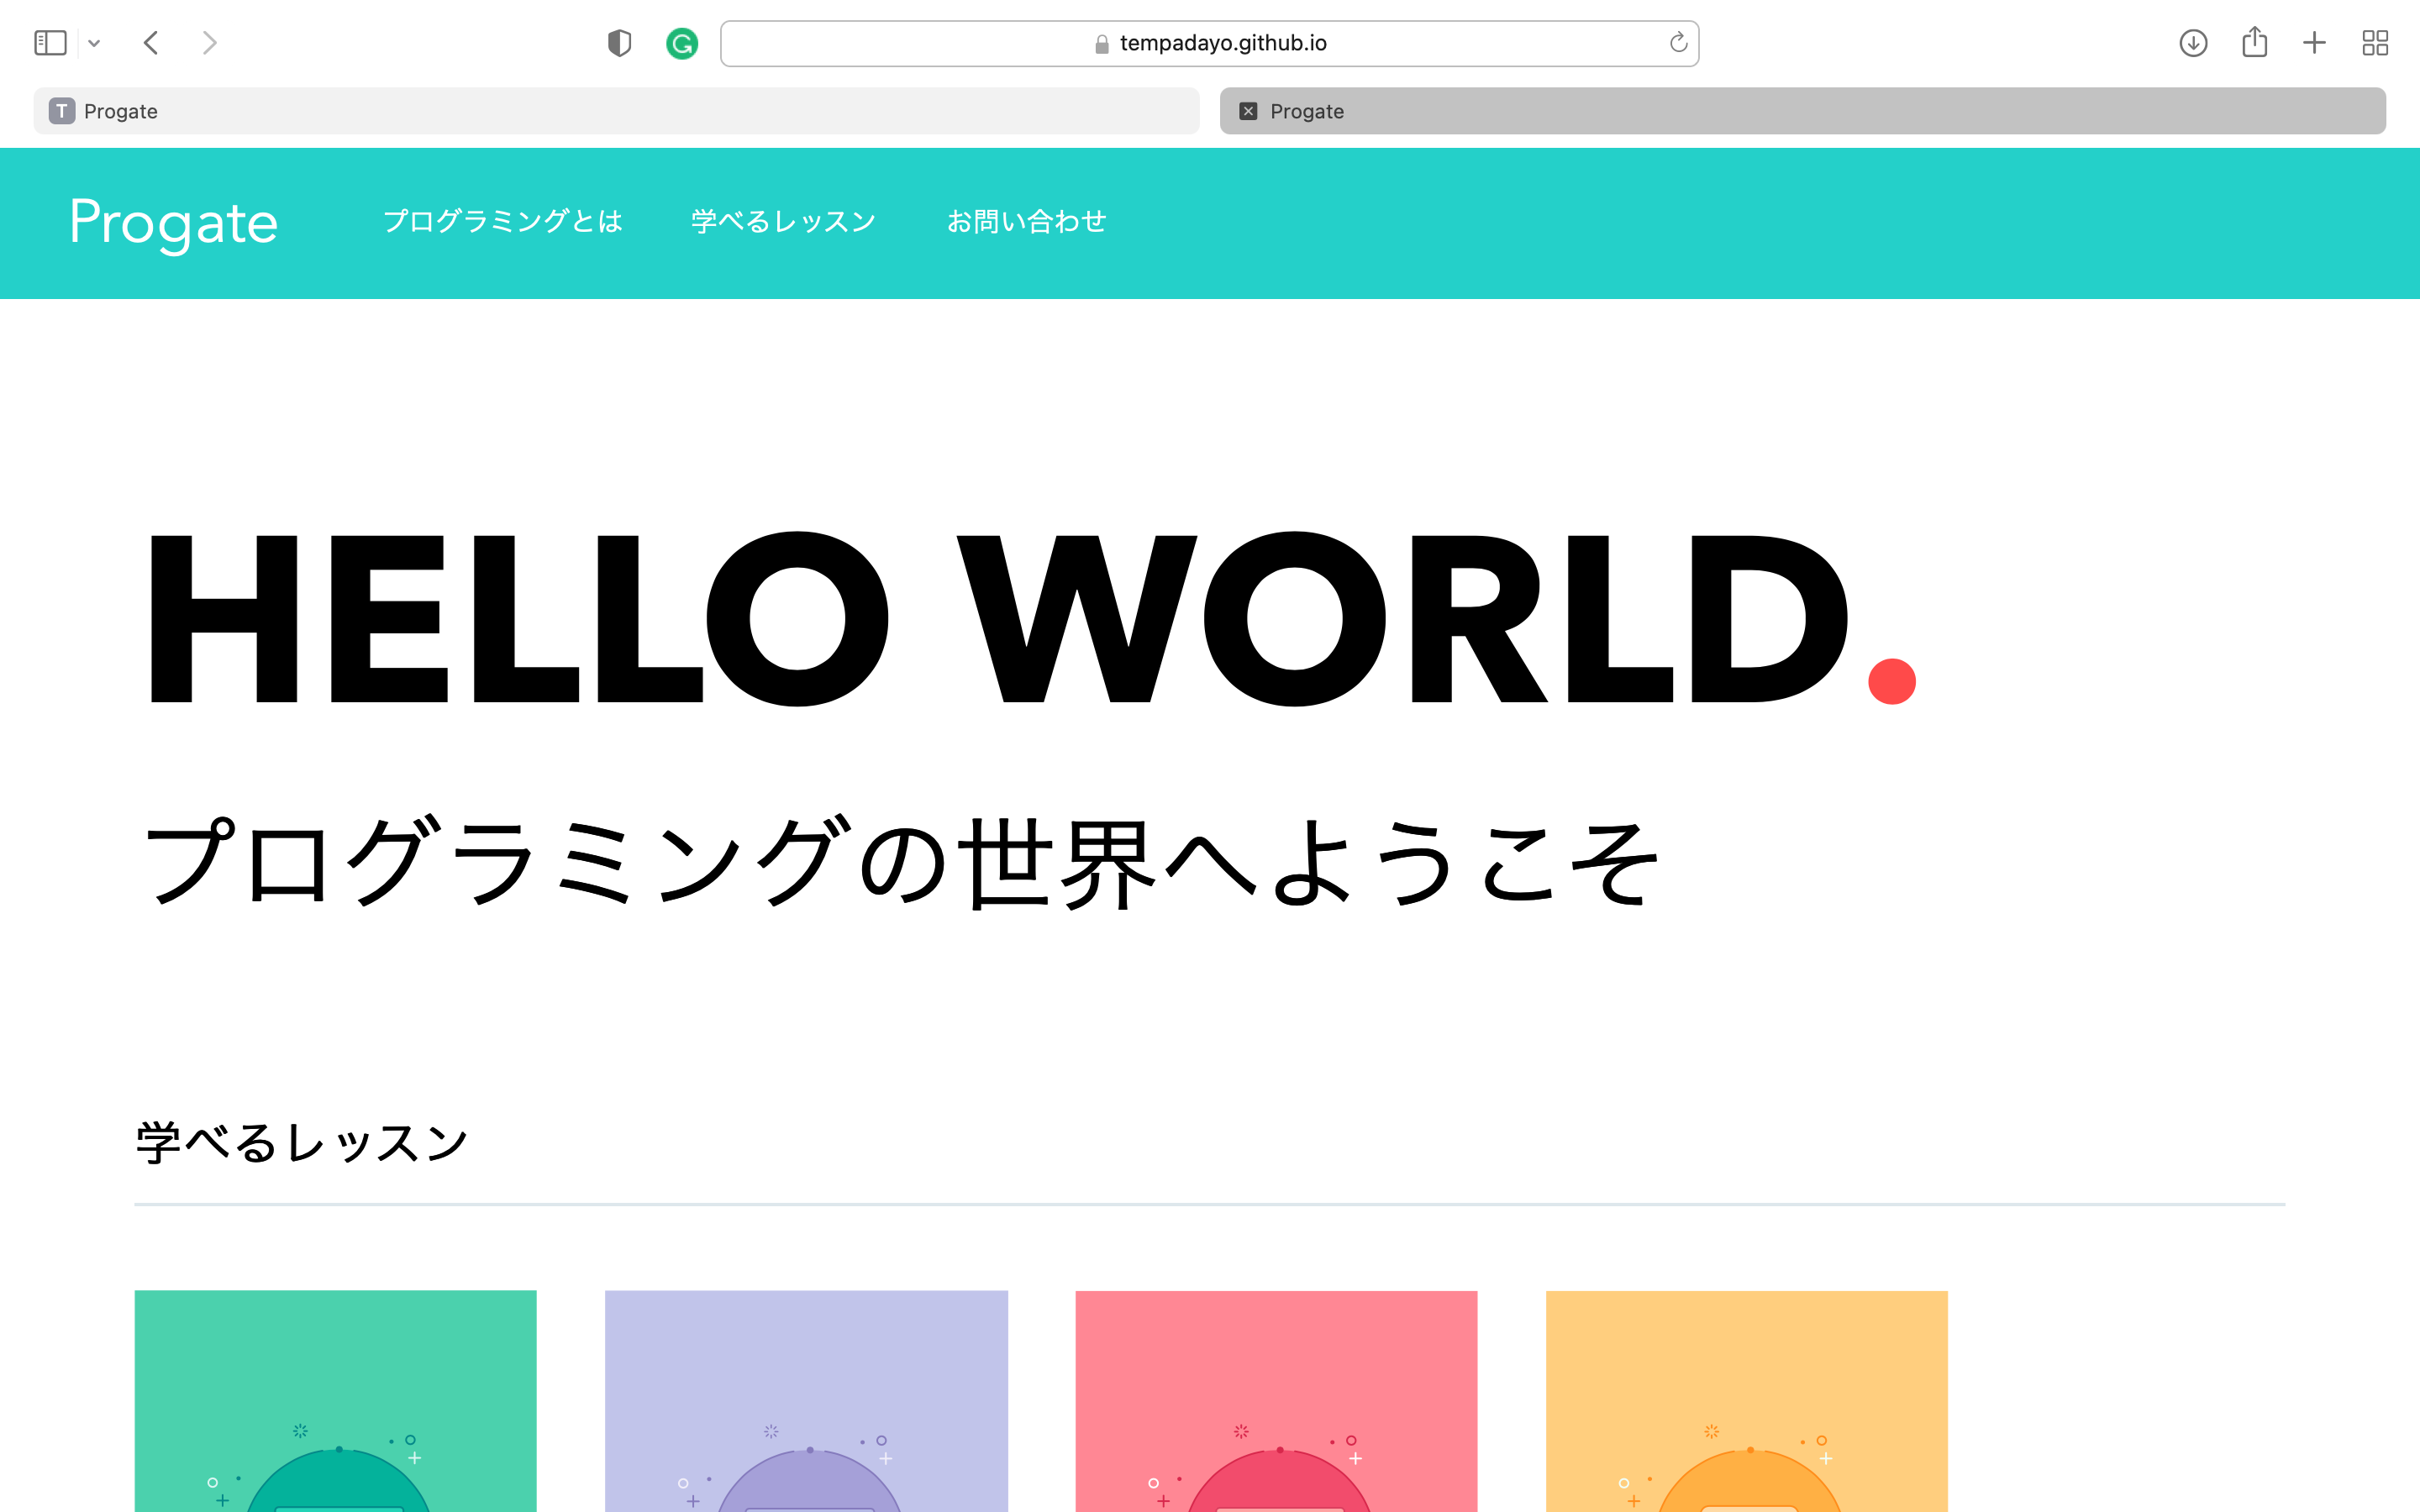 tempadayo.github.io
T Progate
Progate
Progate プログラミングとは 学べるレッスン お問い合わせ
HELLO WORLD.
プログラミングの世界へようこそ
学べるレッスン